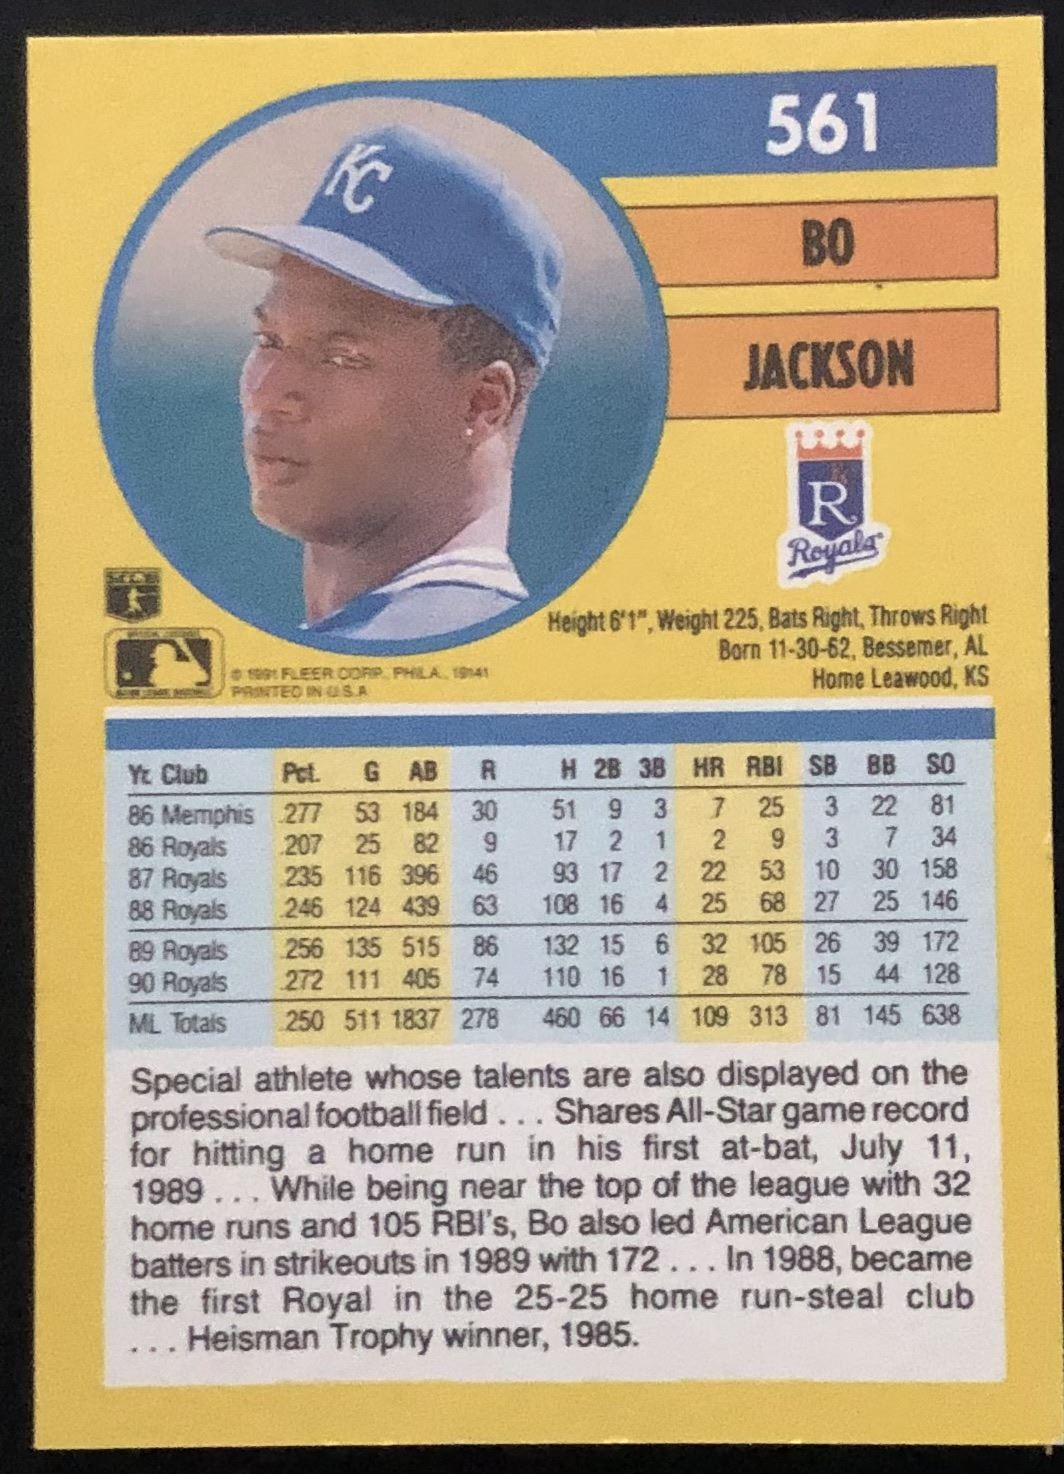 561
BO
JACKSON
KC
R
Royals
Height 6'1", Weight 225, Bats Right, Throws Right
Born 11-30-62, Bessemer, AL
Home Leawood, KS
© 1991 FLEER CORP., PHILA., 19141
PRINTED IN U.S.A
Yr. Club Pct. G AB R H 2B 3B HR RBI SB BB SO
86 Memphis .277 53 184 30 51 9 3 7 25 3 22 81
86 Royals .207 25 82 9 17 2 1 2 9 3 7 34
87 Royals .235 116 396 46 93 17 2 22 53 10 30 158
88 Royals .246 124 439 63 108 16 4 25 68 27 25 146
89 Royals .256 135 515 86 132 15 6 32 105 26 39 172
90 Royals .272 111 405 74 110 16 1 28 78 15 44 128
ML Totals .250 511 1837 278 460 66 14 109 313 81 145 638
Special athlete whose talents are also displayed on the
professional football field . . . Shares All-Star game record
for hitting a home run in his first at-bat, July 11,
1989 . . . While being near the top of the league with 32
home runs and 105 RBI's, Bo also led American League
batters in strikeouts in 1989 with 172 . . . In 1988, became
the first Royal in the 25-25 home run-steal club
. . . Heisman Trophy winner, 1985.